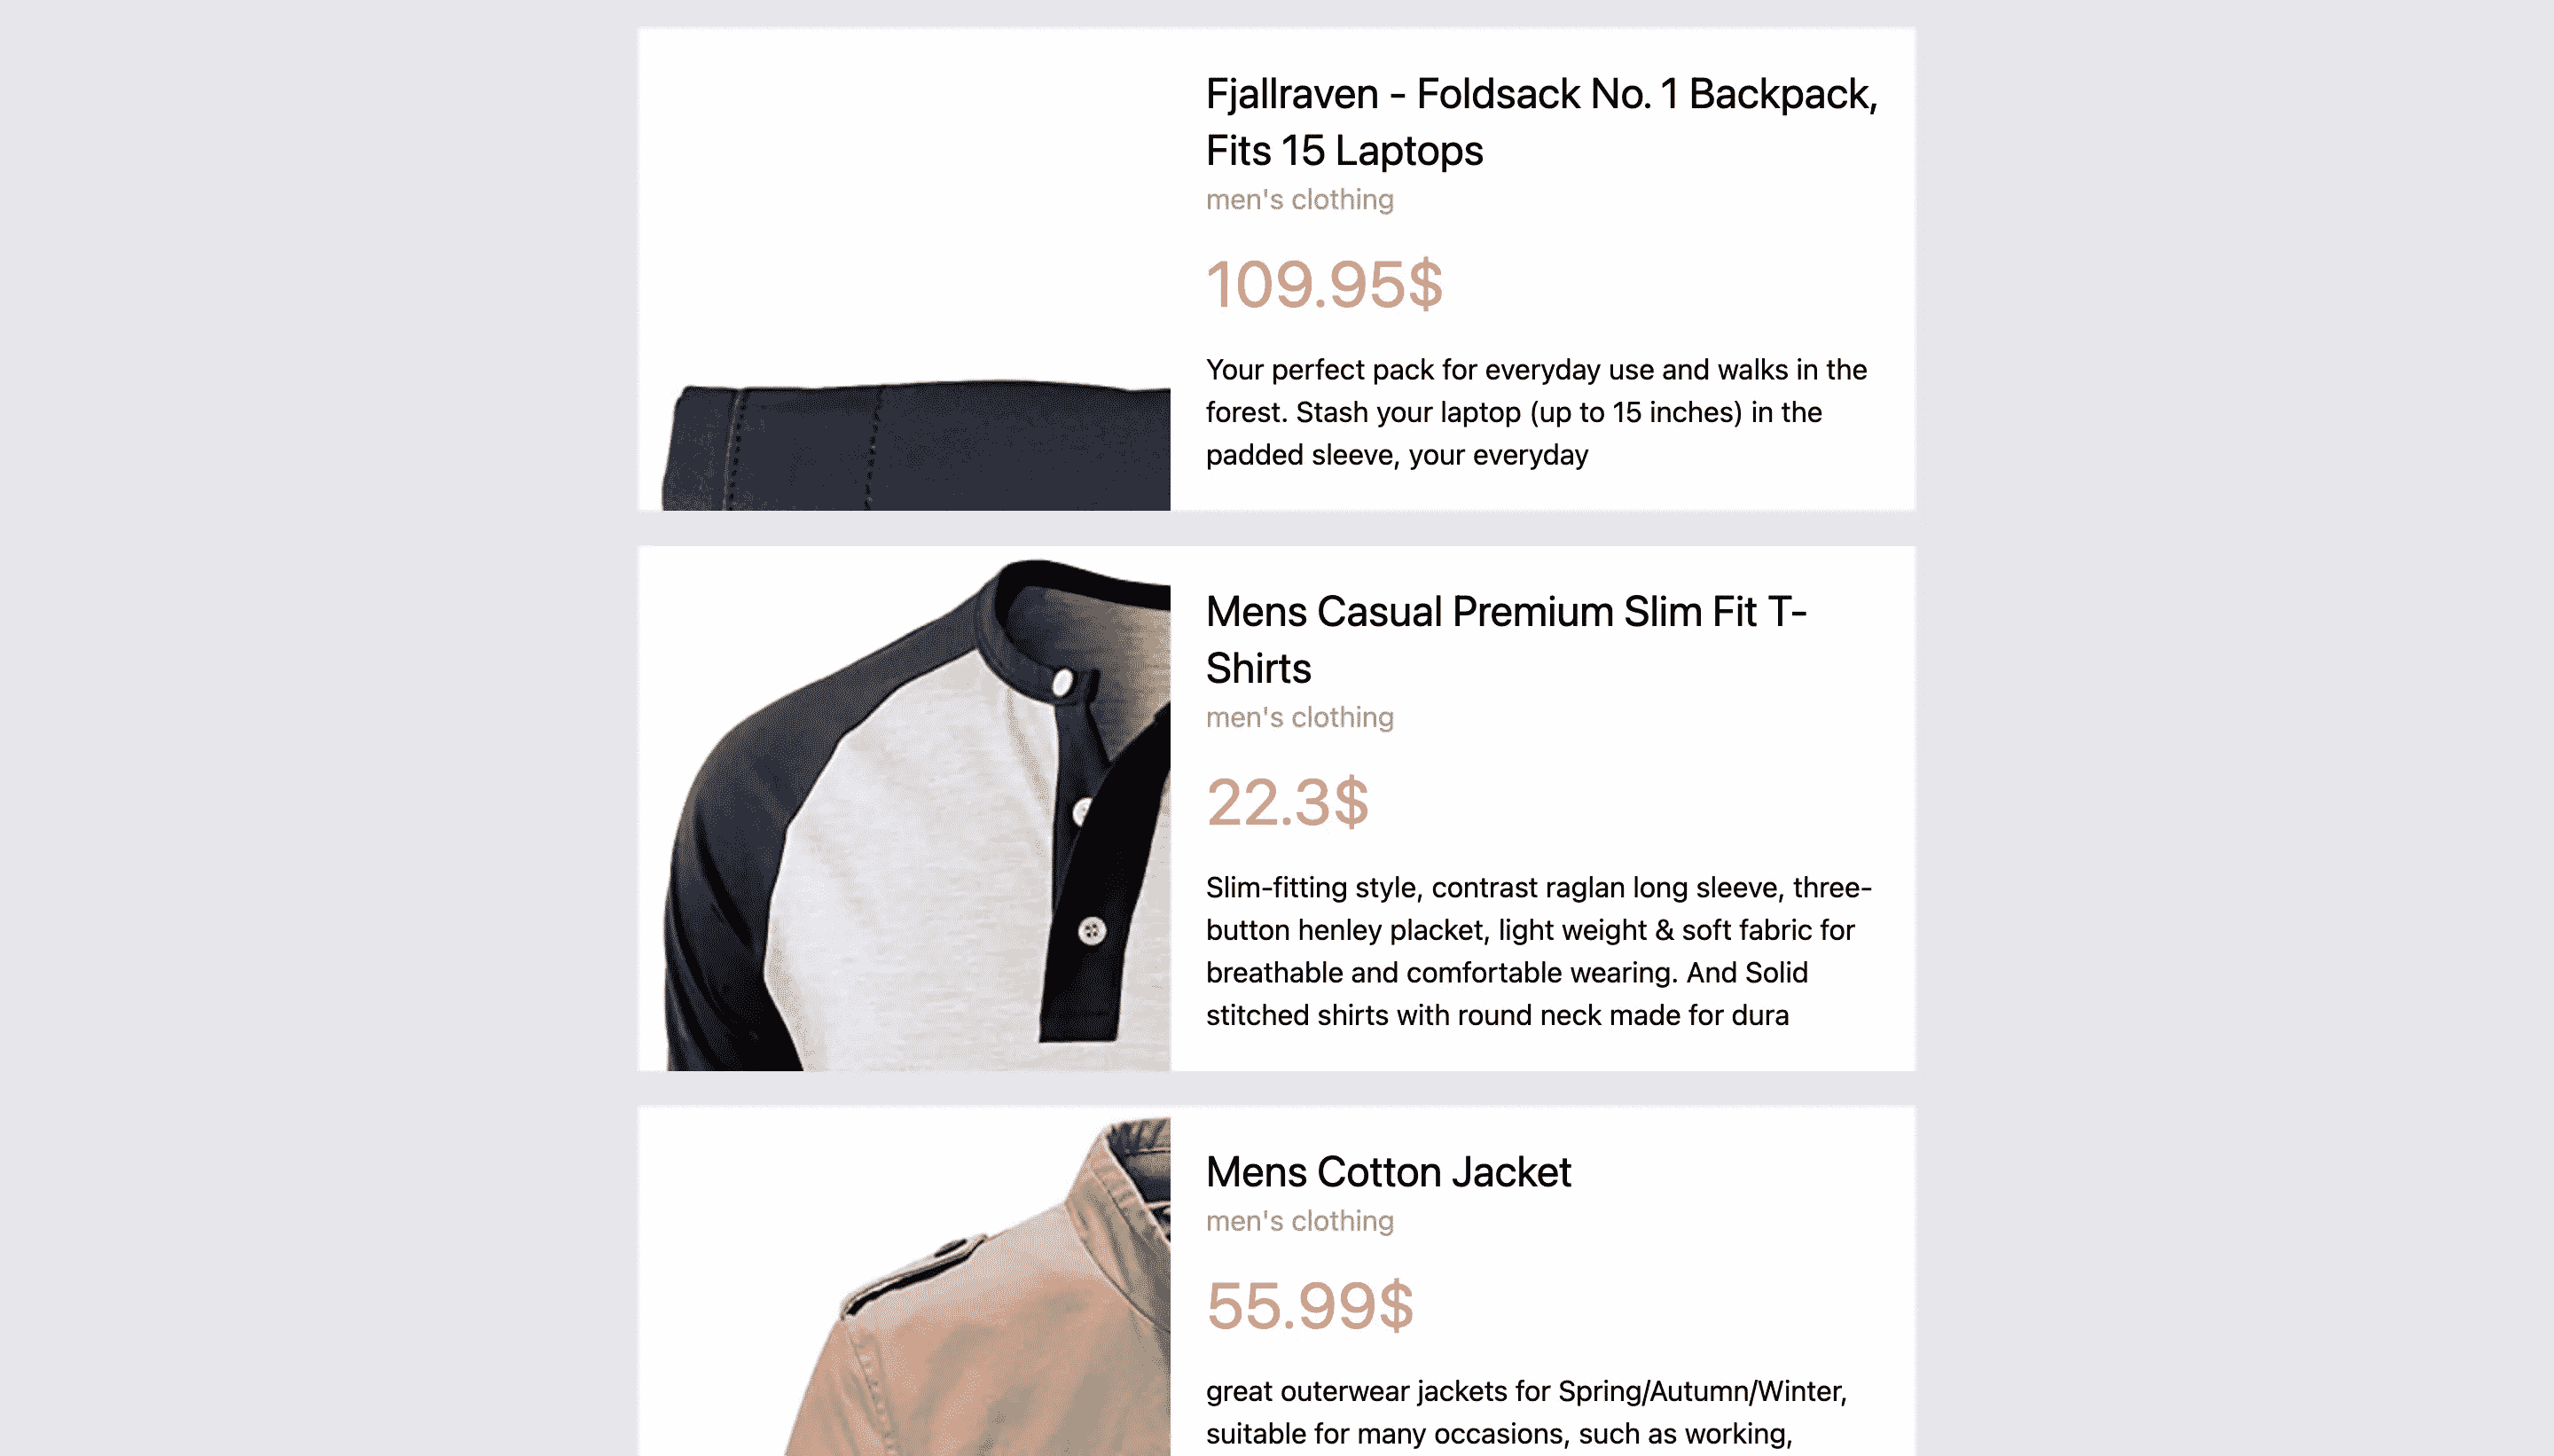 Fjallraven - Foldsack No. 1 Backpack,
Fits 15 Laptops
men's clothing
109.95$
Your perfect pack for everyday use and walks in the
forest. Stash your laptop (up to 15 inches) in the
padded sleeve, your everyday
Mens Casual Premium Slim Fit T-
Shirts
men's clothing
22.3$
Slim-fitting style, contrast raglan long sleeve, three-
button henley placket, light weight & soft fabric for
breathable and comfortable wearing. And Solid
stitched shirts with round neck made for dura
Mens Cotton Jacket
men's clothing
55.99$
great outerwear jackets for Spring/Autumn/Winter,
suitable for many occasions, such as working,